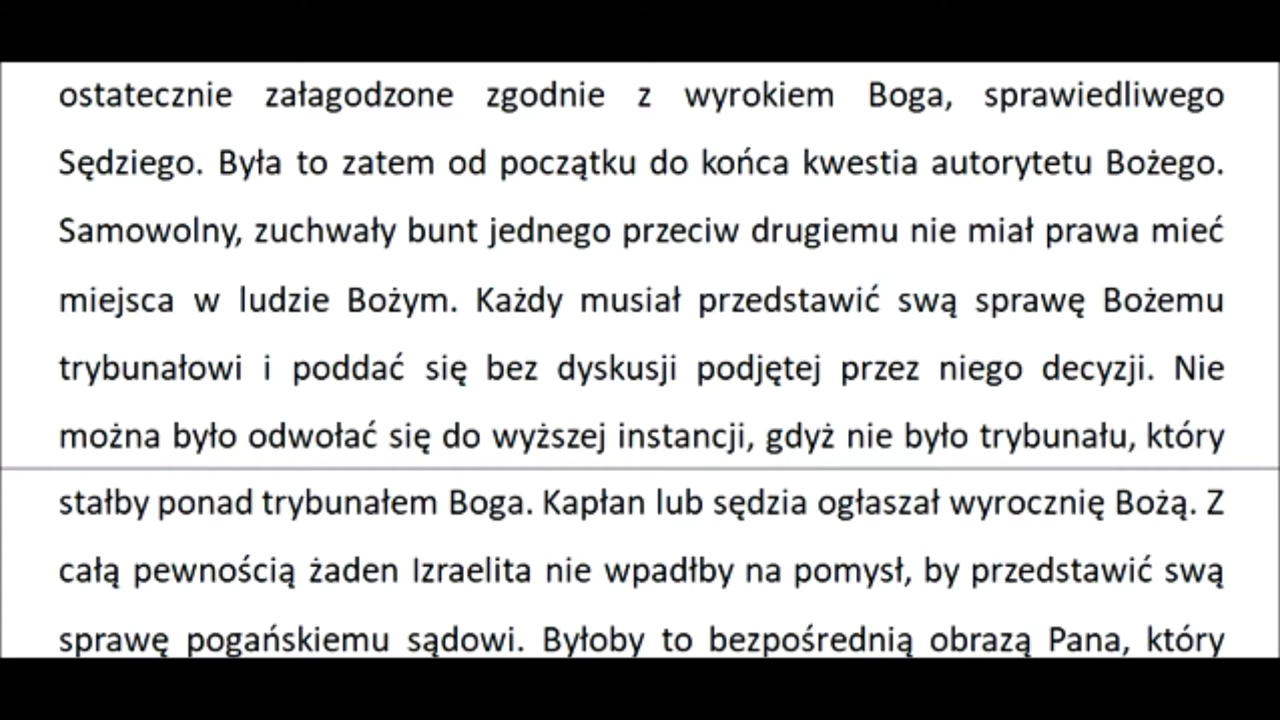 ostatecznie załagodzone zgodnie z wyrokiem Boga, sprawiedliwego
Sędziego. Była to zatem od początku do końca kwestia autorytetu Bożego.
Samowolny, zuchwały bunt jednego przeciw drugiemu nie miał prawa mieć
miejsca w ludzie Bożym. Każdy musiał przedstawić swą sprawę Bożemu
trybunałowi i poddać się bez dyskusji podjętej przez niego decyzji. Nie
można było odwołać się do wyższej instancji, gdyż nie było trybunału, który
stałby ponad trybunałem Boga. Kapłan lub sędzia ogłaszał wyrocznię Bożą. Z
całą pewnością żaden Izraelita nie wpadłby na pomysł, by przedstawić swą
sprawę pogańskiemu sądowi. Byłoby to bezpośrednią obrazą Pana, który